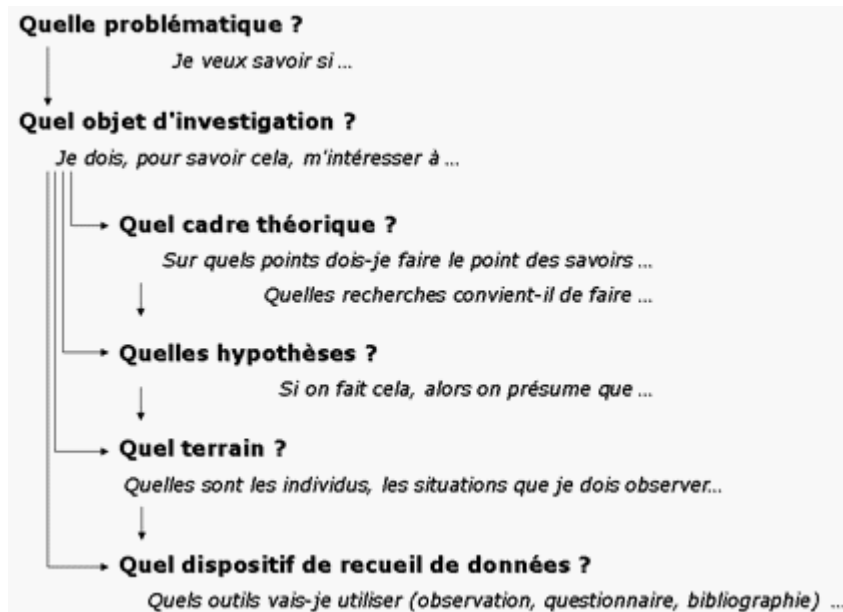 Quelle problématique ?
Je veux savoir si ...
Quel objet d'investigation ?
Je dois, pour savoir cela, m'intéresser à ...
Quel cadre théorique ?
Sur quels points dois-je faire le point des savoirs ...
Quelles recherches convient-il de faire ...
Quelles hypothèses ?
Si on fait cela, alors on présume que ...
Quel terrain ?
Quelles sont les individus, les situations que je dois observer...
Quel dispositif de recueil de données ?
Quels outils vais-je utiliser (observation, questionnaire, bibliographie) ...